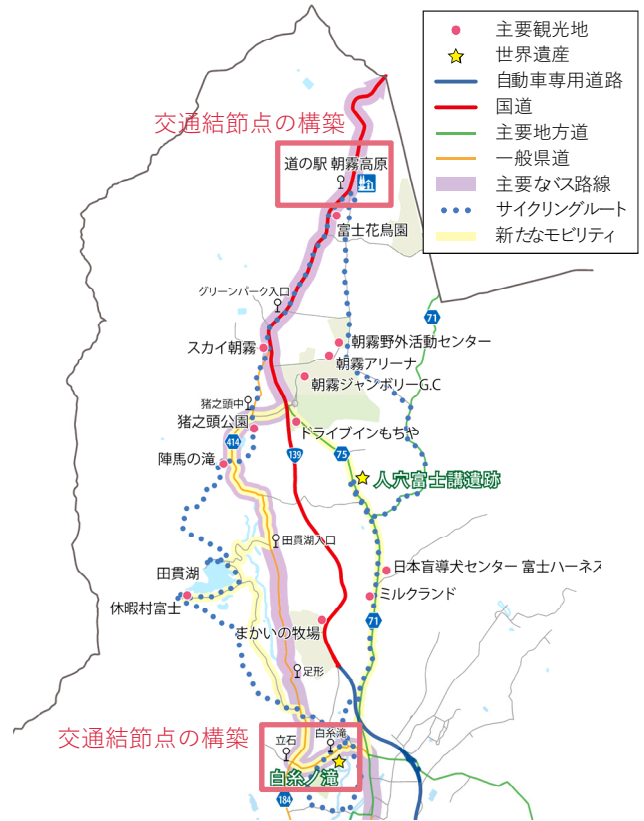 主要観光地
世界遺産
自動車専用道路
国道
主要地方道
一般県道
主要なバス路線
サイクリングルート
新たなモビリティ
交通結節点の構築
道の駅 朝霧高原
富士花鳥園
グリーンパーク入口
71
スカイ朝霧
朝霧野外活動センター
朝霧アリーナ
朝霧ジャンボリーG.C
猪之頭中
猪之頭公園
ドライブインもちや
414
139
75
陣馬の滝
人穴富士講遺跡
田貫湖入口
田貫湖
日本盲導犬センター 富士ハーネス
休暇村富士
ミルクランド
71
まかいの牧場
足形
交通結節点の構築
立石
白糸滝
白糸ノ滝
184